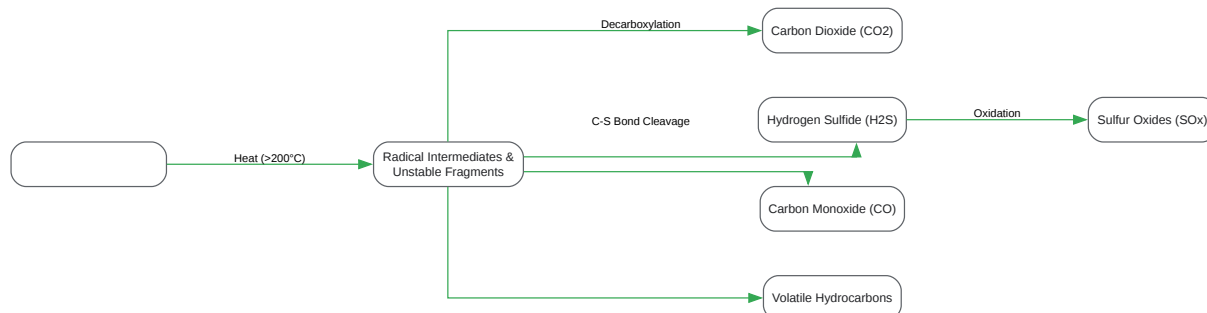 Decarboxylation
Carbon Dioxide (CO2)
C-S Bond Cleavage
Hydrogen Sulfide (H2S)
Oxidation
Sulfur Oxides (SOx)
Heat (>200°C)
Radical Intermediates &
Unstable Fragments
Carbon Monoxide (CO)
Volatile Hydrocarbons